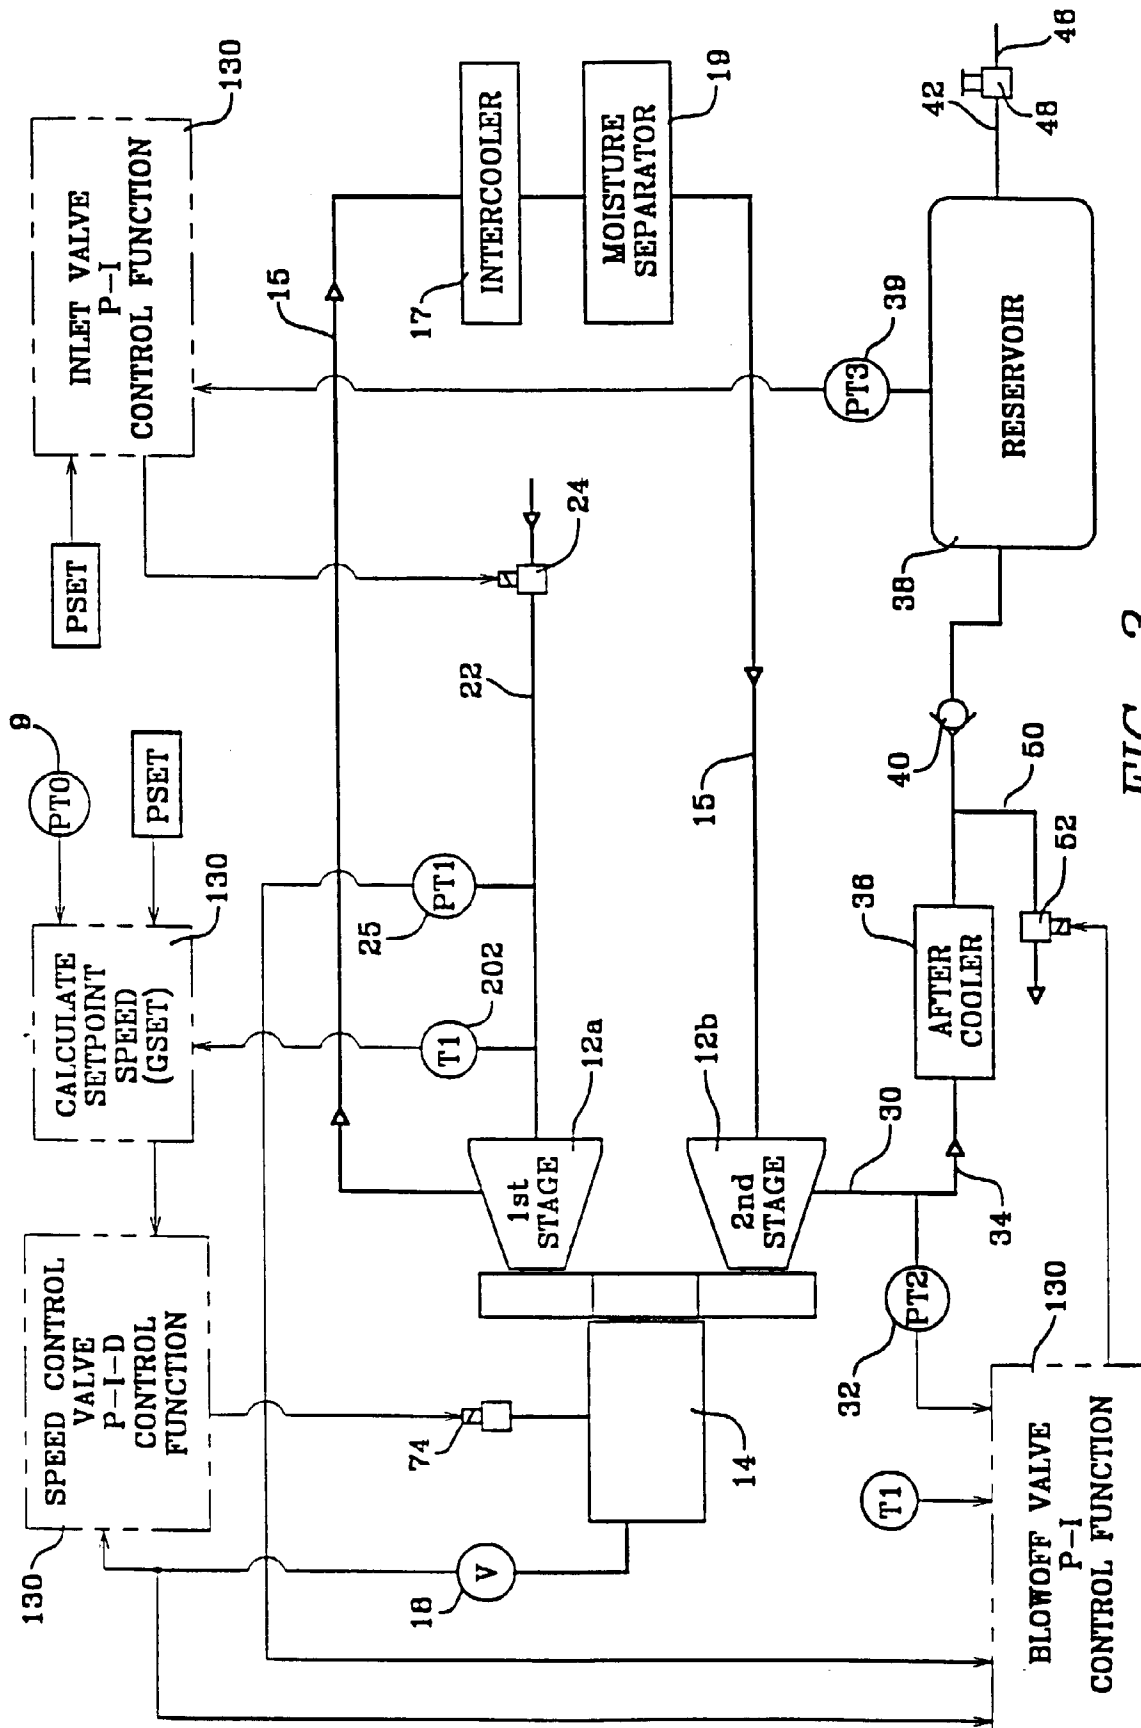 130
SPEED CONTROL
VALVE
P-I-D
CONTROL
FUNCTION
CALCULATE
SETPOINT
SPEED
(GSET)
130
PT0
9
PSET
PSET
INLET VALVE
P-I
CONTROL FUNCTION
130
18
V
74
14
1st
STAGE
12a
T1
202
25
PT1
22
24
15
17
INTERCOOLER
MOISTURE
SEPARATOR
19
2nd
STAGE
12b
15
30
34
32
PT2
T1
AFTER
COOLER
36
40
50
52
38
RESERVOIR
PT3
39
42
48
46
130
BLOWOFF VALVE
P-I
CONTROL FUNCTION